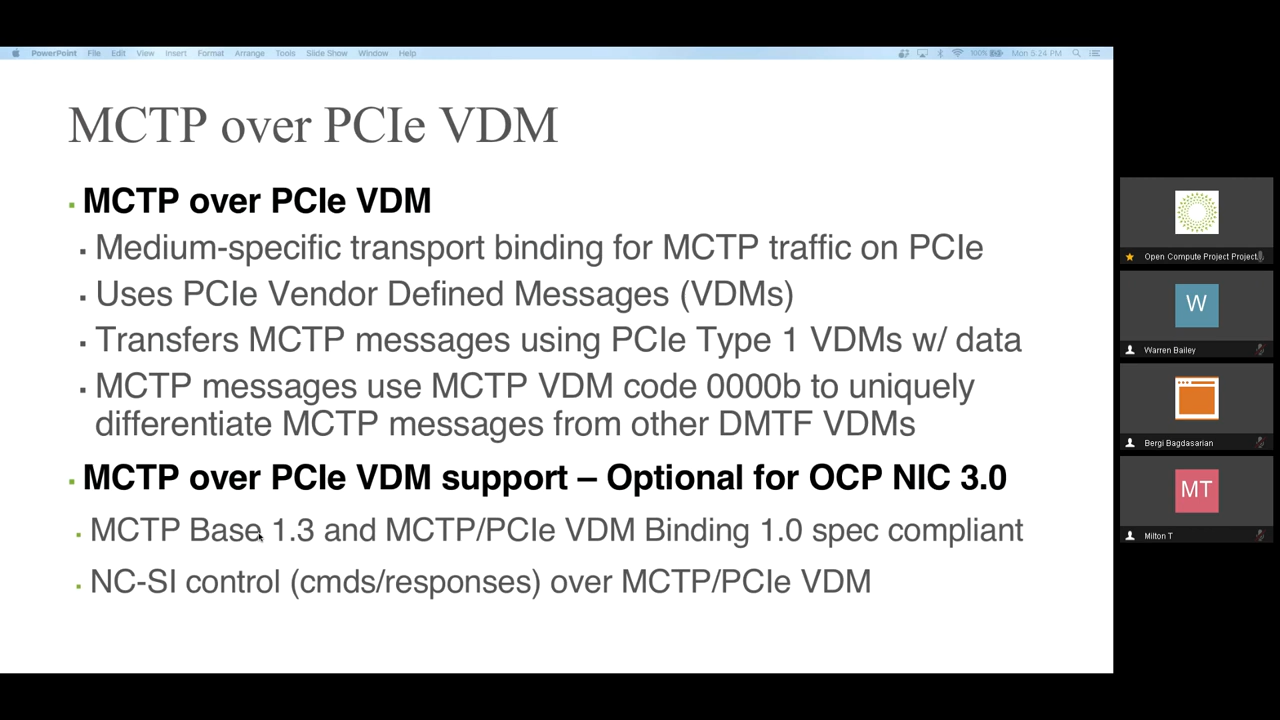 PowerPoint File Edit View Insert Format Arrange Tools Slide Show Window Help 100% Mon 5:24 PM
MCTP over PCIe VDM
▪ MCTP over PCIe VDM
▪ Medium-specific transport binding for MCTP traffic on PCIe
▪ Uses PCIe Vendor Defined Messages (VDMs)
▪ Transfers MCTP messages using PCIe Type 1 VDMs w/ data
▪ MCTP messages use MCTP VDM code 0000b to uniquely
differentiate MCTP messages from other DMTF VDMs
▪ MCTP over PCIe VDM support – Optional for OCP NIC 3.0
▪ MCTP Base 1.3 and MCTP/PCIe VDM Binding 1.0 spec compliant
▪ NC-SI control (cmds/responses) over MCTP/PCIe VDM
Open Compute Project Project
W
Warren Bailey
Bergi Bagdasarian
MT
Milton T